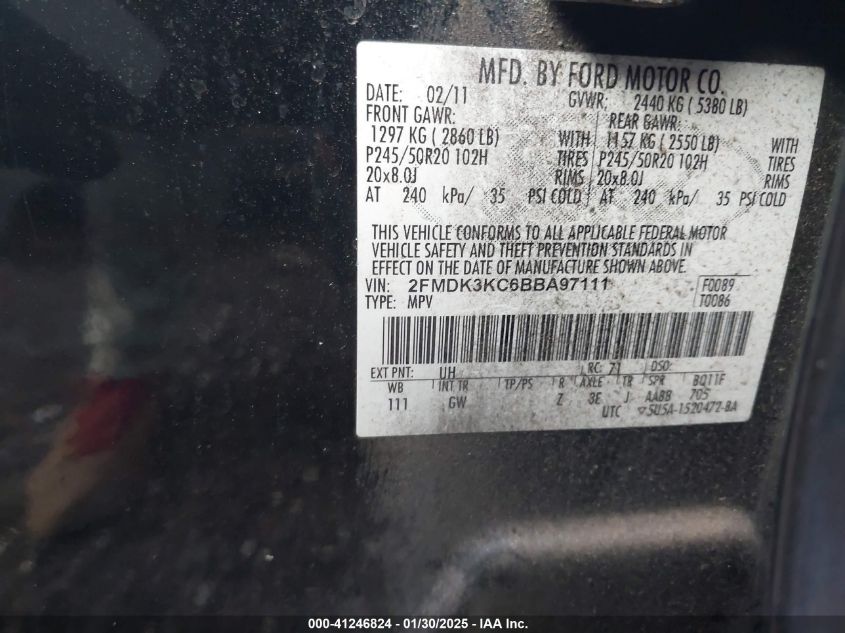 MFD. BY FORD MOTOR CO.
DATE: 02/11 GVWR: 2440 KG ( 5380 LB)
FRONT GAWR: REAR GAWR:
1297 KG ( 2860 LB) WITH 1157 KG ( 2550 LB) WITH
P245/50R20 102H TIRES P245/50R20 102H TIRES
20x8.0J RIMS 20x8.0J RIMS
AT 240 kPa/ 35 PSI COLD AT 240 kPa/ 35 PSI COLD
THIS VEHICLE CONFORMS TO ALL APPLICABLE FEDERAL MOTOR
VEHICLE SAFETY AND THEFT PREVENTION STANDARDS IN
EFFECT ON THE DATE OF MANUFACTURE SHOWN ABOVE.
VIN: 2FMDK3KC6BBA97111 F0089
TYPE: MPV T0086
EXT PNT: UH RC: 71 DSO:
WB INT TR TP/PS R AXLE TR SPR BQ11F
111 GW Z 3E J AABB 705
UTC 5U5A-1520472-BA
000-41246824 - 01/30/2025 - IAA Inc.